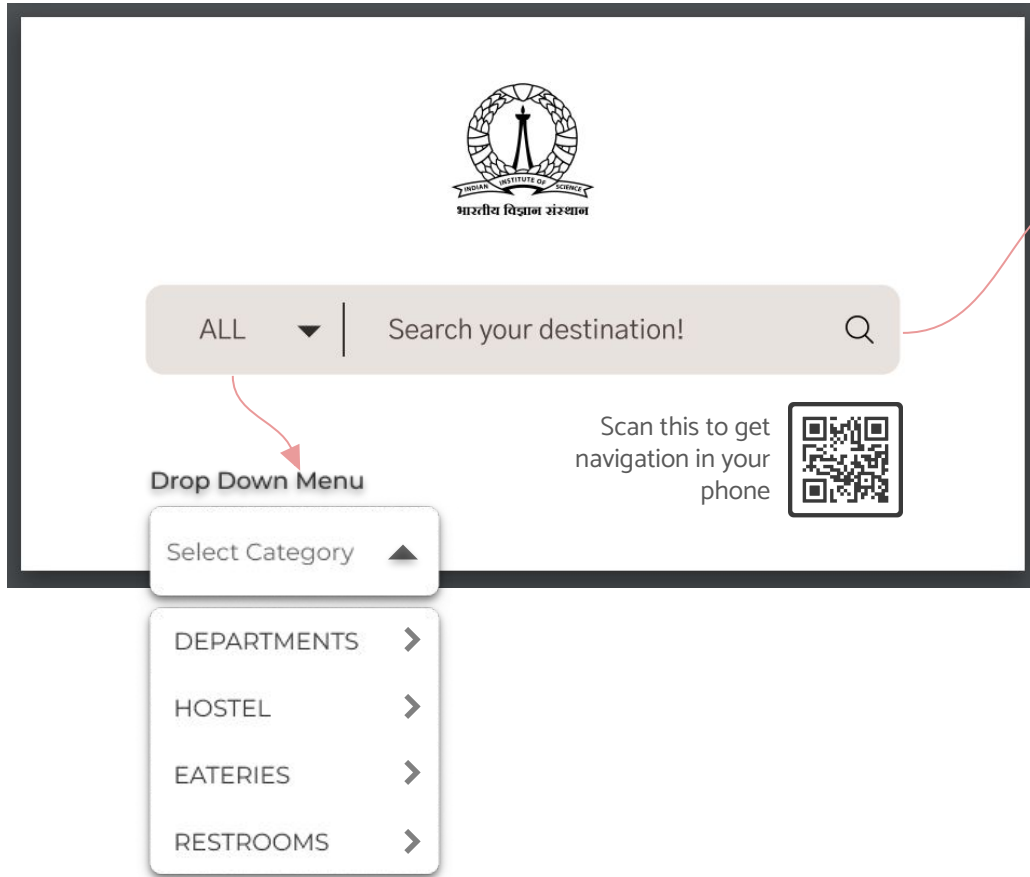 INDIAN INSTITUTE OF SCIENCE
भारतीय विज्ञान संस्थान
ALL
Search your destination!
Scan this to get
navigation in your
phone
Drop Down Menu
Select Category
DEPARTMENTS
HOSTEL
EATERIES
RESTROOMS